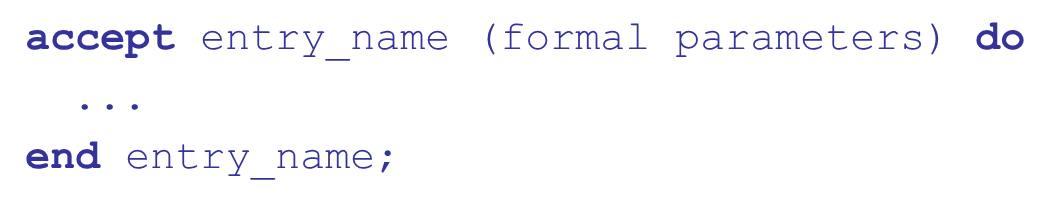 accept entry_name (formal parameters) do
...
end entry_name;